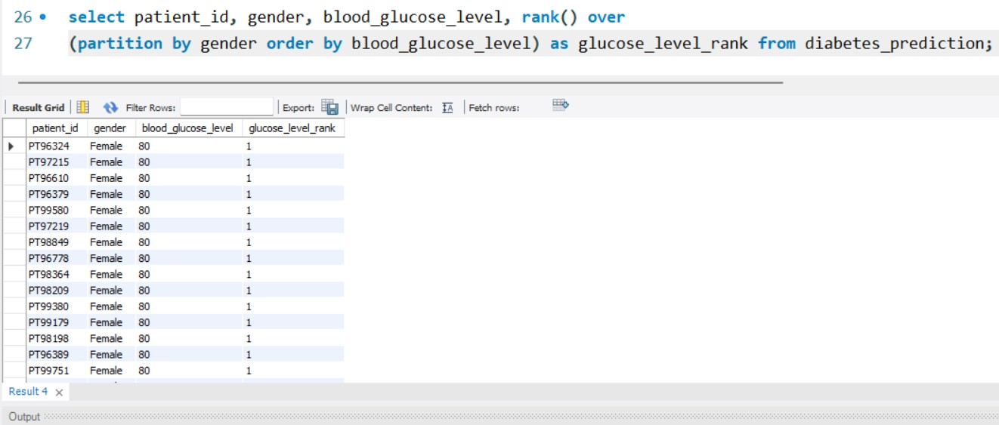 26 select patient_id, gender, blood_glucose_level, rank() over
27 (partition by gender order by blood_glucose_level) as glucose_level_rank from diabetes_prediction;
Result Grid Filter Rows: Export: Wrap Cell Content: IA Fetch rows:
patient_id gender blood_glucose_level glucose_level_rank
PT96324 Female 80 1
PT97215 Female 80 1
PT96610 Female 80 1
PT96379 Female 80 1
PT99580 Female 80 1
PT97219 Female 80 1
PT98849 Female 80 1
PT96778 Female 80 1
PT98364 Female 80 1
PT98209 Female 80 1
PT99380 Female 80 1
PT99179 Female 80 1
PT98198 Female 80 1
PT96389 Female 80 1
PT99751 Female 80 1
Result 4
Output